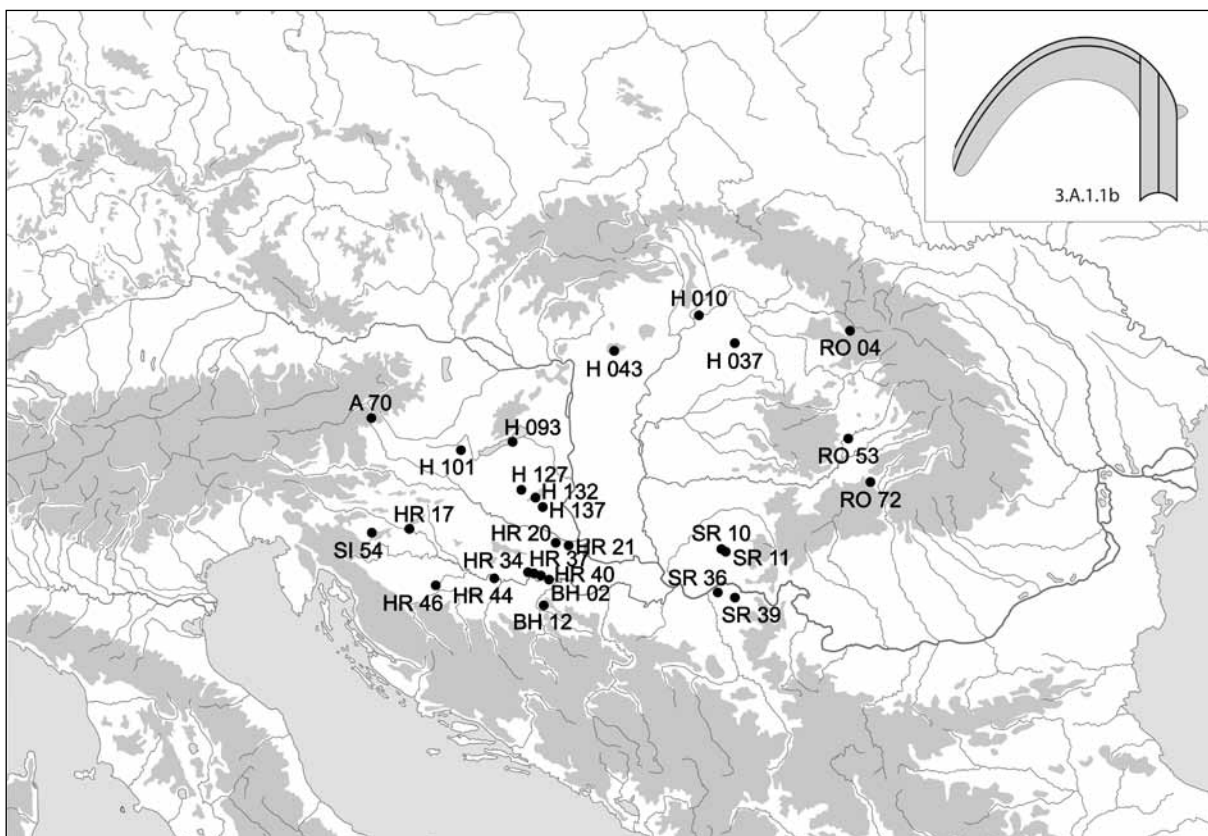 3.A.1.1b
H 010
RO 04
H 037
H 043
A 70
H 093
RO 53
H 101
RO 72
H 127
H 132
H 137
HR 17
HR 20
SR 10
SI 54
HR 21
SR 11
HR 34
HR 37
HR 40
SR 36
HR 46
HR 44
BH 02
SR 39
BH 12